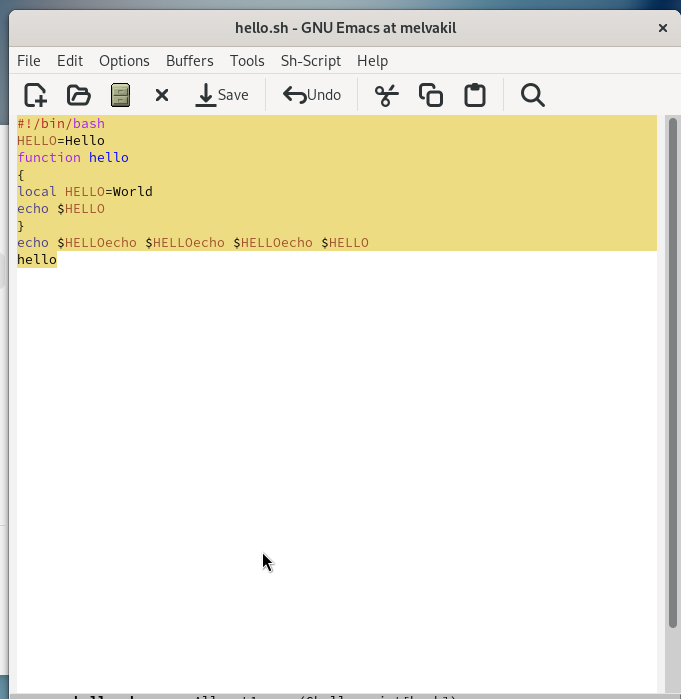 hello.sh - GNU Emacs at melvakil
File Edit Options Buffers Tools Sh-Script Help
Save Undo
#!/bin/bash
HELLO=Hello
function hello
{
local HELLO=World
echo $HELLO
}
echo $HELLOecho $HELLOecho $HELLOecho $HELLO
hello